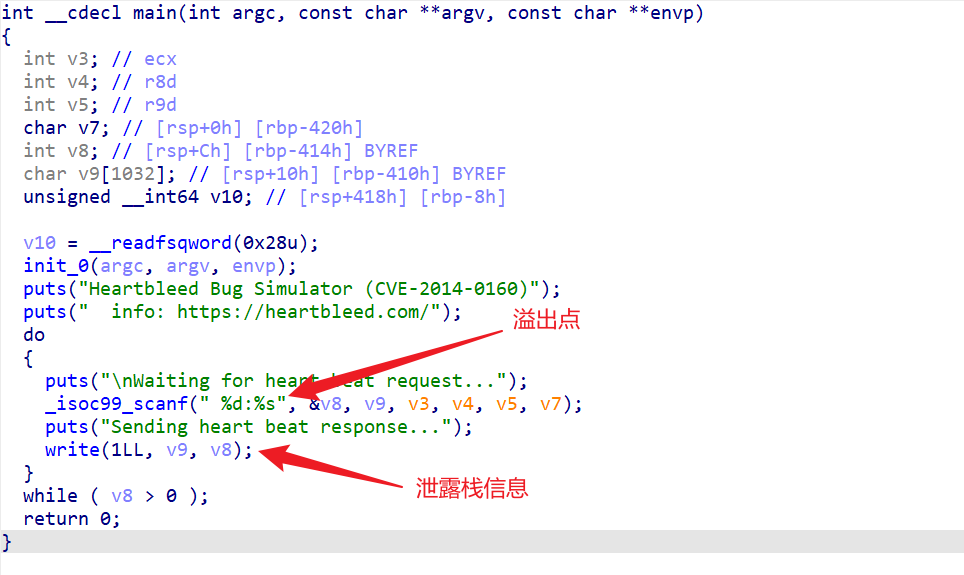 int __cdecl main(int argc, const char **argv, const char **envp)
{
int v3; // ecx
int v4; // r8d
int v5; // r9d
char v7; // [rsp+0h] [rbp-420h]
int v8; // [rsp+Ch] [rbp-414h] BYREF
char v9[1032]; // [rsp+10h] [rbp-410h] BYREF
unsigned __int64 v10; // [rsp+418h] [rbp-8h]
v10 = __readfsqword(0x28u);
init_0(argc, argv, envp);
puts("Heartbleed Bug Simulator (CVE-2014-0160)");
puts("  info: https://heartbleed.com/");
溢出点
do
{
puts("\nWaiting for heart beat request...");
_isoc99_scanf(" %d:%s", &v8, v9, v3, v4, v5, v7);
puts("Sending heart beat response...");
write(1LL, v9, v8);
泄露栈信息
}
while ( v8 > 0 );
return 0;
}